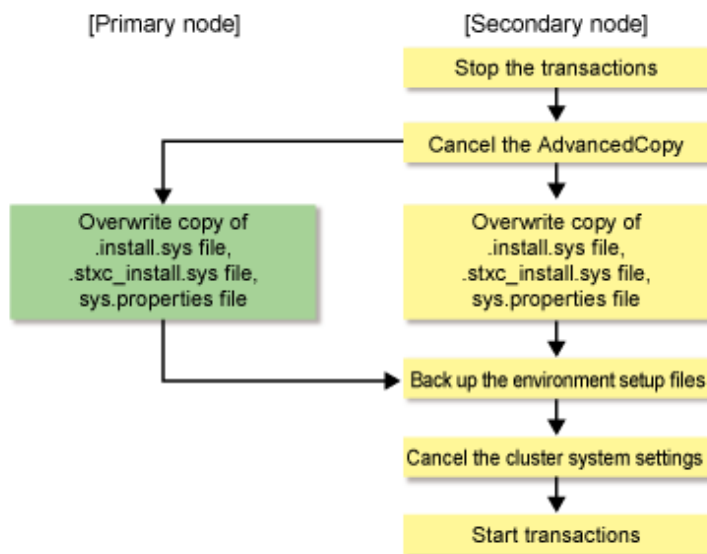 [Primary node]
[Secondary node]
Stop the transactions
Cancel the AdvancedCopy
Overwrite copy of
.install.sys file,
.stxc_install.sys file,
sys.properties file
Overwrite copy of
.install.sys file,
.stxc_install.sys file,
sys.properties file
Back up the environment setup files
Cancel the cluster system settings
Start transactions